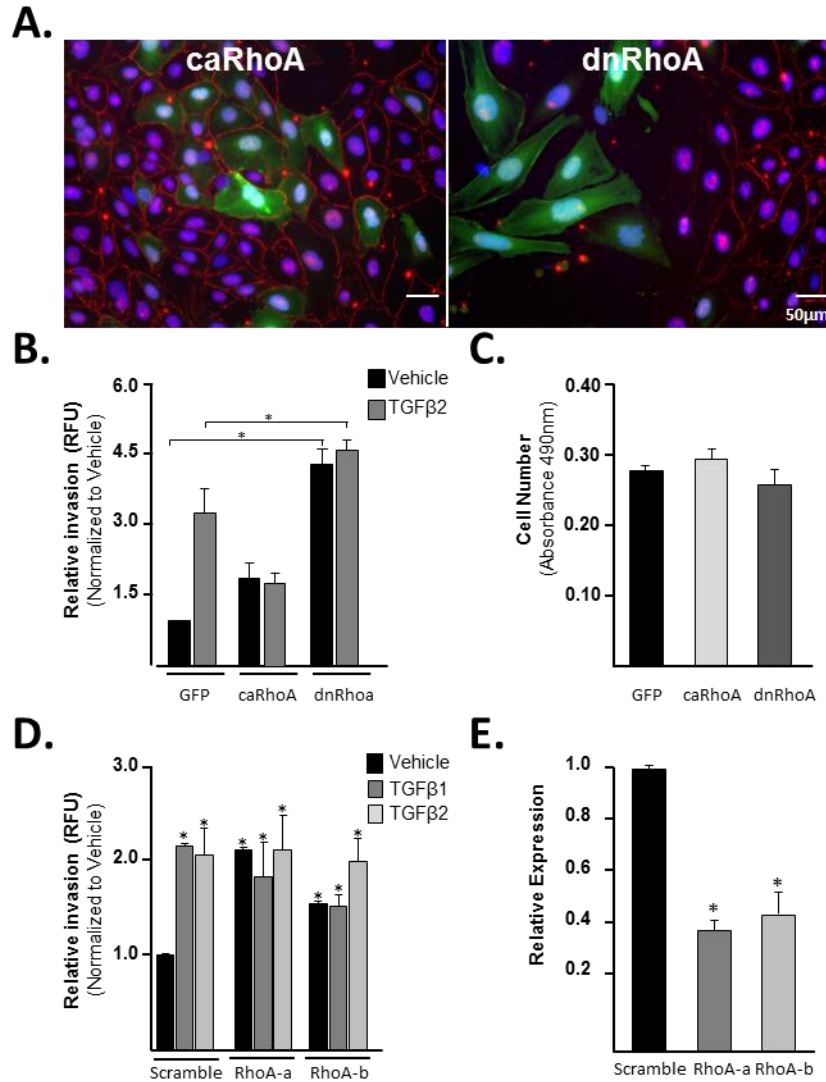 A.
caRhoA
dnRhoA
50μm
B.
Relative invasion (RFU)
(Normalized to Vehicle)
6.0
4.5
3.0
1.5
*
*
Vehicle
TGFβ2
GFP
caRhoA
dnRhoa
C.
Cell Number
(Absorbance 490nm)
0.40
0.30
0.20
0.10
GFP
caRhoA
dnRhoA
D.
Relative invasion (RFU)
(Normalized to Vehicle)
3.0
2.0
1.0
Vehicle
TGFβ1
TGFβ2
* * * * * * * *
Scramble
RhoA-a
RhoA-b
E.
Relative Expression
1.0
0.8
0.6
0.4
0.2
*
*
Scramble
RhoA-a
RhoA-b